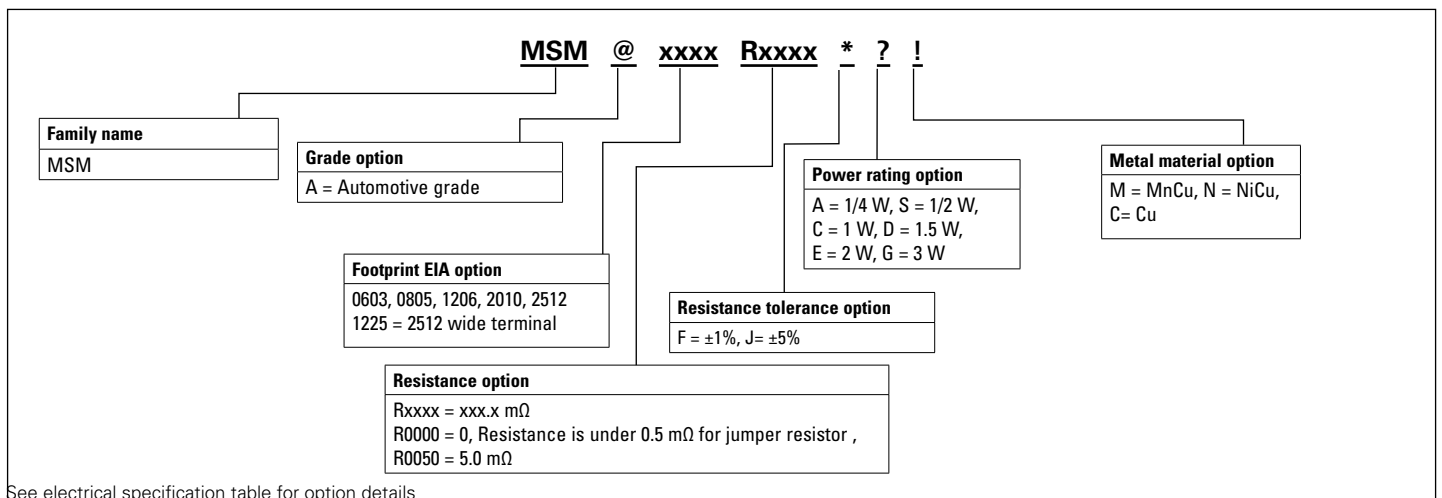 MSM @ xxxx Rxxxx * ? !
Family name
MSM
Grade option
A = Automotive grade
Footprint EIA option
0603, 0805, 1206, 2010, 2512
1225 = 2512 wide terminal
Resistance option
Rxxxx = xxx.x mΩ
R0000 = 0, Resistance is under 0.5 mΩ for jumper resistor ,
R0050 = 5.0 mΩ
Resistance tolerance option
F = ±1%, J= ±5%
Power rating option
A = 1/4 W, S = 1/2 W,
C = 1 W, D = 1.5 W,
E = 2 W, G = 3 W
Metal material option
M = MnCu, N = NiCu,
C= Cu
See electrical specification table for option details